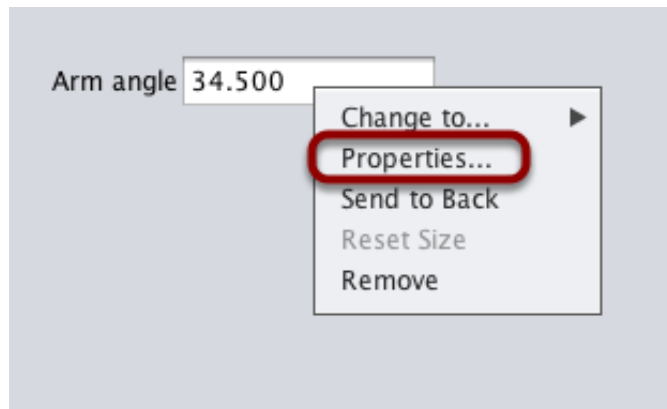 Arm angle 34.500
Change to...
Properties...
Send to Back
Reset Size
Remove